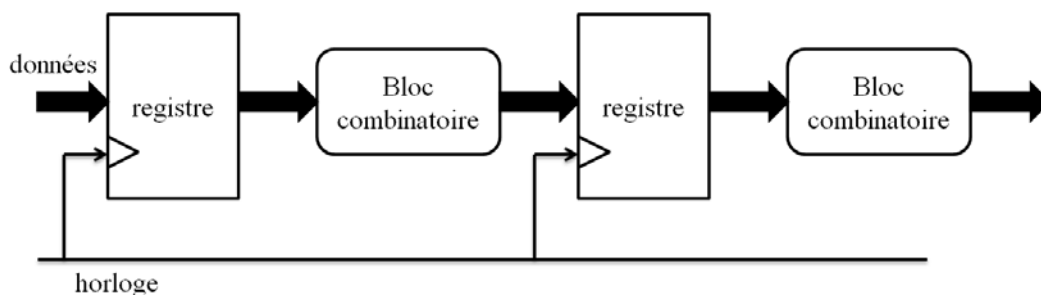 données
registre
Bloc
combinatoire
registre
Bloc
combinatoire
horloge